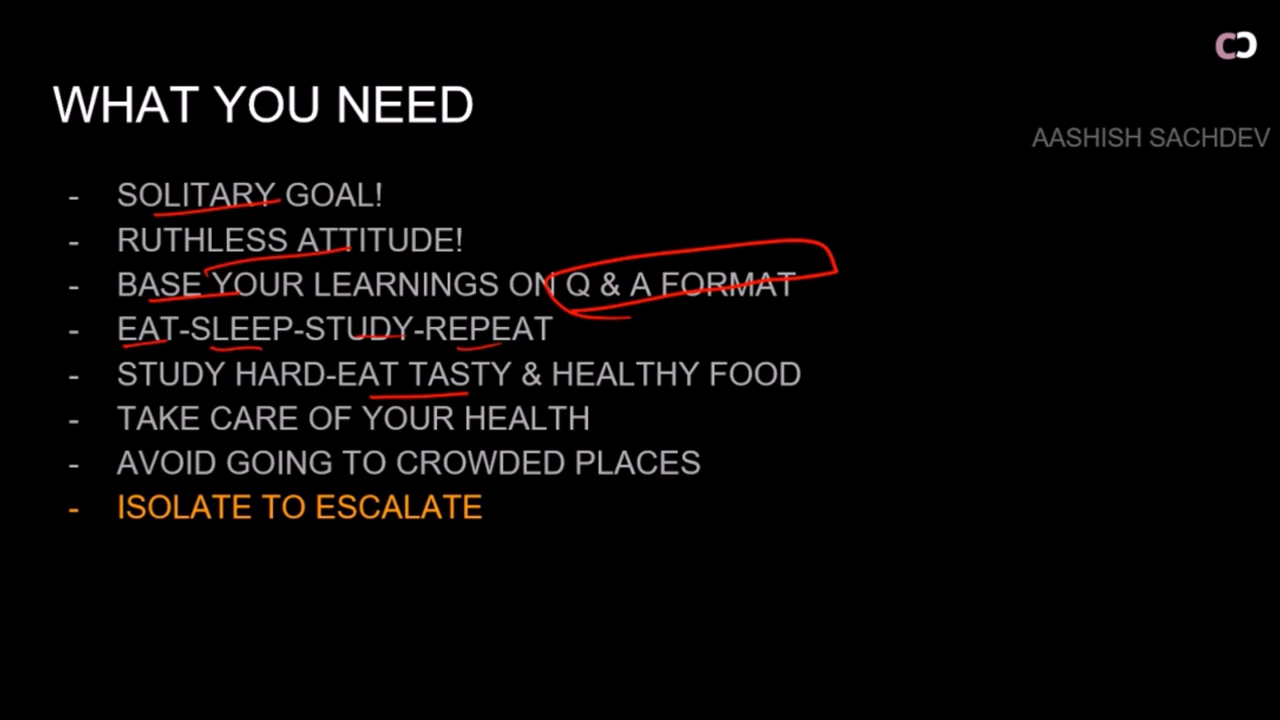 WHAT YOU NEED
AASHISH SACHDEV
- SOLITARY GOAL!
- RUTHLESS ATTITUDE!
- BASE YOUR LEARNINGS ON Q & A FORMAT
- EAT-SLEEP-STUDY-REPEAT
- STUDY HARD-EAT TASTY & HEALTHY FOOD
- TAKE CARE OF YOUR HEALTH
- AVOID GOING TO CROWDED PLACES
- ISOLATE TO ESCALATE